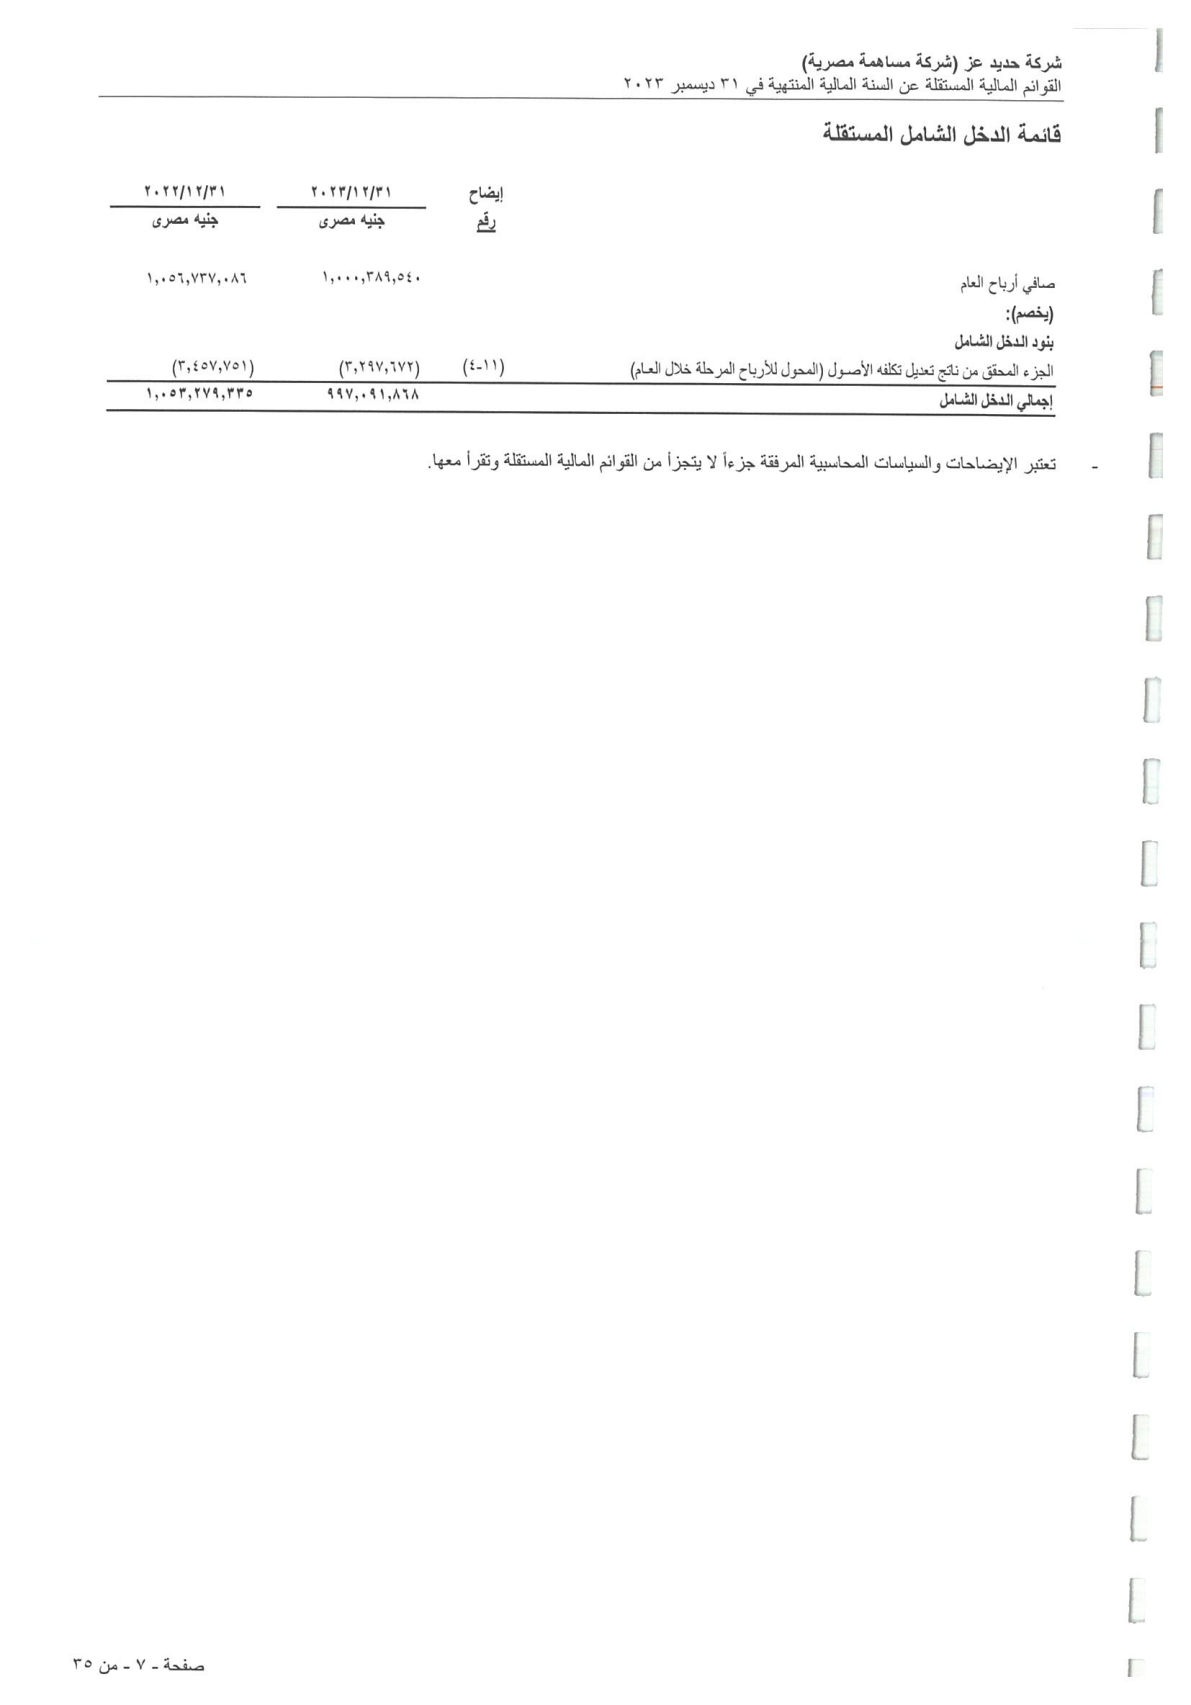 شركة حديد عز (شركة مساهمة مصرية)
القوائم المالية المستقلة عن السنة المالية المنتهية في ٣١ ديسمبر ٢٠٢٣
قائمة الدخل الشامل المستقلة
إيضاح ٢٠٢٣/١٢/٣١ ٢٠٢٢/١٢/٣١
رقم جنيه مصرى جنيه مصرى
صافي أرباح العام ١,٠٠٠,٣٨٩,٥٤٠ ١,٠٥٦,٧٣٧,٠٨٦
(يخصم):
بنود الدخل الشامل
الجزء المحقق من ناتج تعديل تكلفه الأصول (المحول للأرباح المرحلة خلال العام) (١١-٤) (٣,٢٩٧,٦٧٢) (٣,٤٥٧,٧٥١)
إجمالي الدخل الشامل ٩٩٧,٠٩١,٨٦٨ ١,٠٥٣,٢٧٩,٣٣٥
- تعتبر الإيضاحات والسياسات المحاسبية المرفقة جزءاً لا يتجزأ من القوائم المالية المستقلة وتقرأ معها.
صفحة - ٧ - من ٣٥